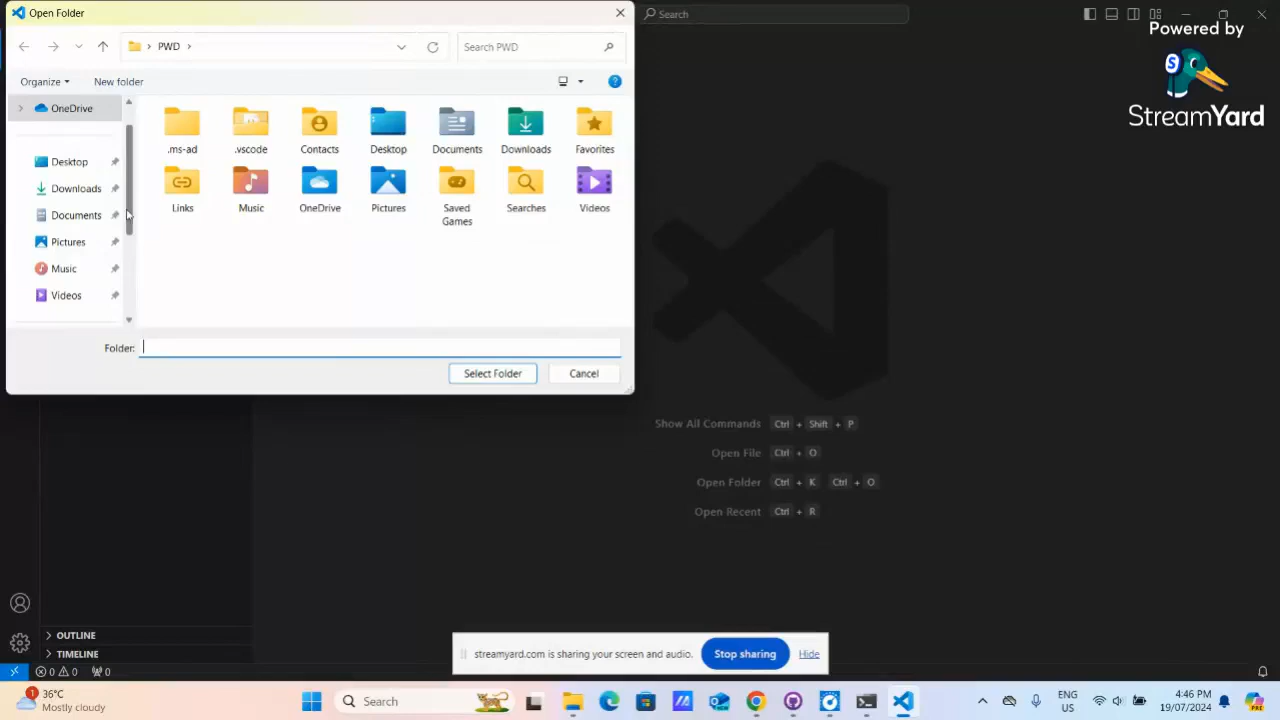 Open Folder
Search
Powered by
StreamYard
PWD
Search PWD
Organize
New folder
OneDrive
Desktop
Downloads
Documents
Pictures
Music
Videos
.ms-ad
.vscode
Contacts
Desktop
Documents
Downloads
Favorites
Links
Music
OneDrive
Pictures
Saved
Games
Searches
Videos
Folder:
Select Folder
Cancel
Show All Commands Ctrl + Shift + P
Open File Ctrl + O
Open Folder Ctrl + K Ctrl + O
Open Recent Ctrl + R
OUTLINE
TIMELINE
streamyard.com is sharing your screen and audio.
Stop sharing
Hide
0 0 0
1
36°C
Mostly cloudy
Search
ENG
US
4:46 PM
19/07/2024